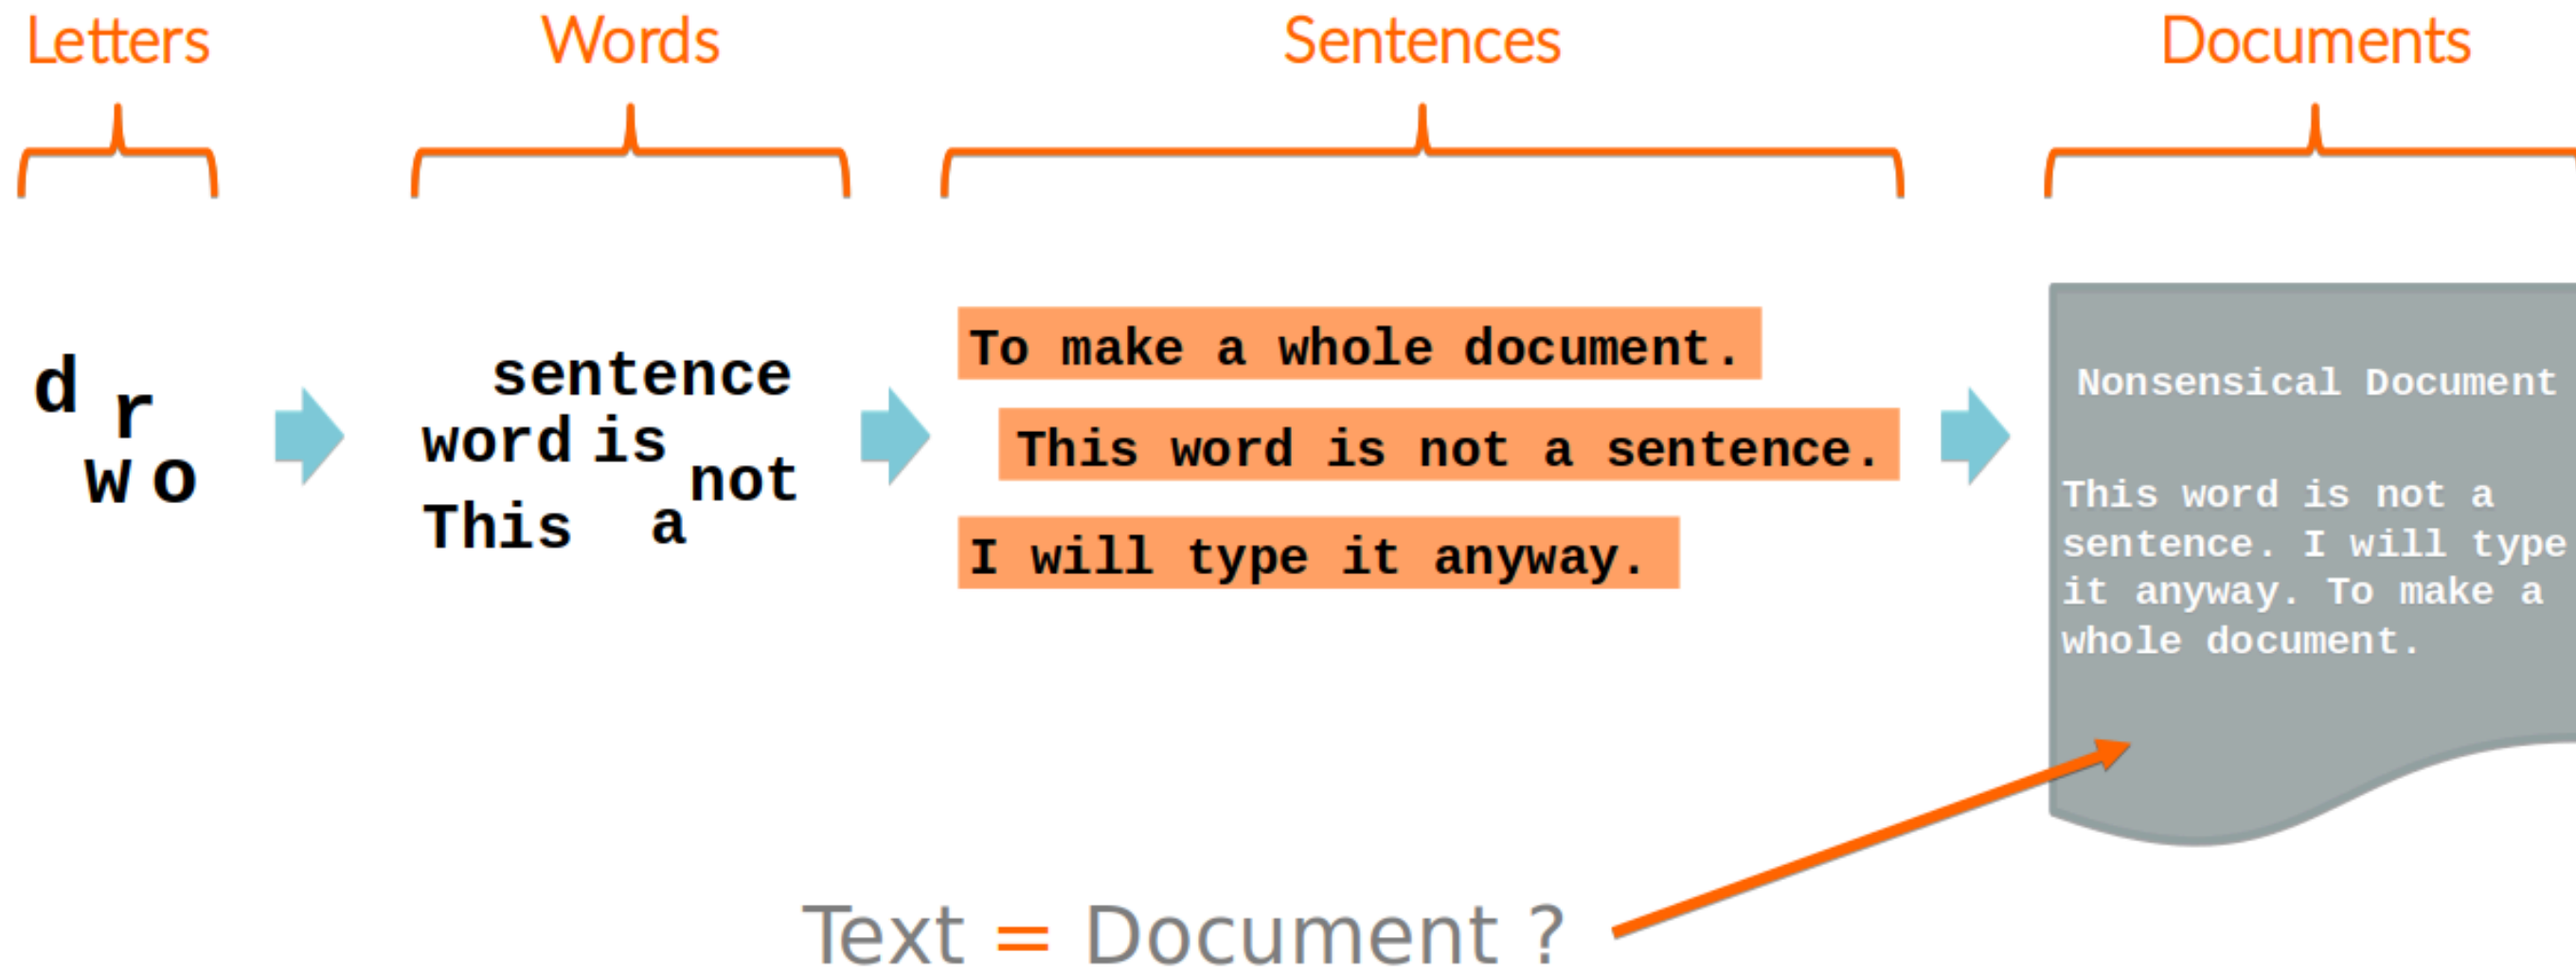 Letters Words Sentences Documents
d r
w o
sentence
word is
not
This a
To make a whole document.
This word is not a sentence.
I will type it anyway.
Nonsensical Document
This word is not a
sentence. I will type
it anyway. To make a
whole document.
Text = Document ?